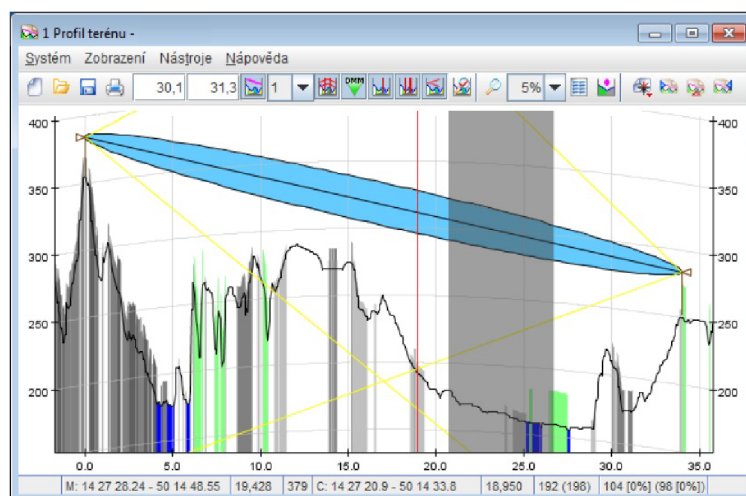 1 Profil terénu -
Systém Zobrazení Nástroje Nápověda
30,1 31,3 1 DMM 5%
400 400
350 350
300 300
250 250
200 200
0.0 5.0 10.0 15.0 20.0 25.0 30.0 35.0
M: 14 27 28.24 - 50 14 48.55 19,428 379 C: 14 27 20.9 - 50 14 33.8 18,950 192 (198) 104 [0%] (98 [0%])